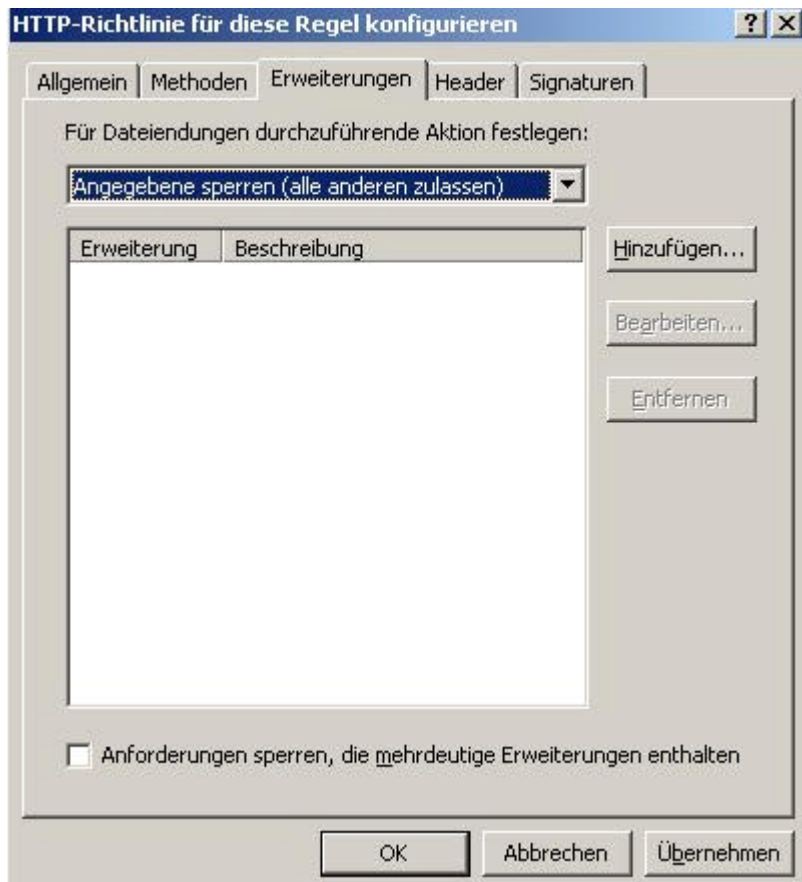 HTTP-Richtlinie für diese Regel konfigurieren
Allgemein Methoden Erweiterungen Header Signaturen
Für Dateiendungen durchzuführende Aktion festlegen:
Angegebene sperren (alle anderen zulassen)
Erweiterung Beschreibung
Hinzufügen...
Bearbeiten...
Entfernen
Anforderungen sperren, die mehrdeutige Erweiterungen enthalten
OK Abbrechen Übernehmen